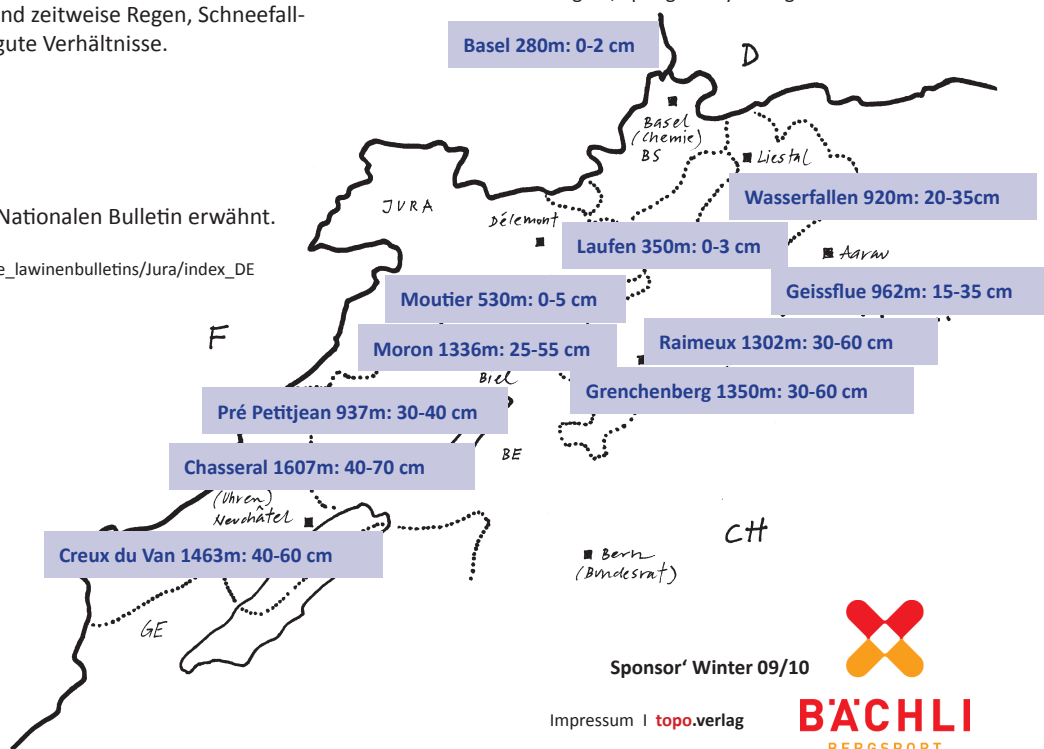 nd zeitweise Regen, Schneefall-
gute Verhältnisse.
Basel 280m: 0-2 cm
D
Basel
(Chemie)
BS
Liestal
JURA
Wasserfallen 920m: 20-35cm
Nationalen Bulletin erwähnt.
Délemont
Laufen 350m: 0-3 cm
Aarau
e_lawinenbulletins/Jura/index_DE
Moutier 530m: 0-5 cm
Geissflue 962m: 15-35 cm
F
Moron 1336m: 25-55 cm
Raimeux 1302m: 30-60 cm
Biel
Grenchenberg 1350m: 30-60 cm
Pré Petitjean 937m: 30-40 cm
BE
Chasseral 1607m: 40-70 cm
(Uhren)
Neuchâtel
CH
Creux du Van 1463m: 40-60 cm
Bern
(Bundesrat)
GE
Sponsor' Winter 09/10
Impressum I topo.verlag
BÄCHLI
BERGSPORT